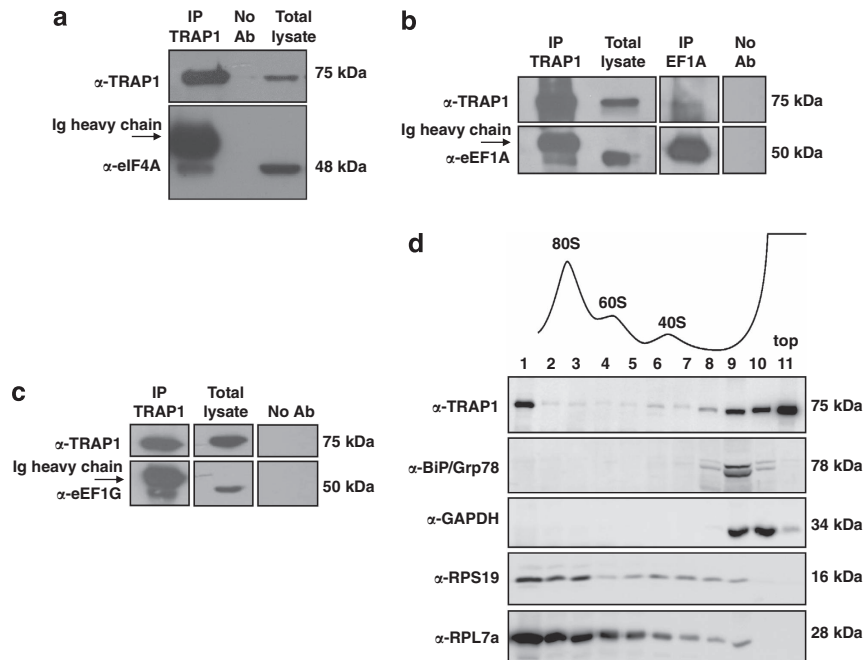 a
IP TRAP1
No Ab
Total lysate
α-TRAP1
75 kDa
Ig heavy chain
α-eIF4A
48 kDa
b
IP TRAP1
Total lysate
IP EF1A
No Ab
α-TRAP1
75 kDa
Ig heavy chain
α-eEF1A
50 kDa
c
IP TRAP1
Total lysate
No Ab
α-TRAP1
75 kDa
Ig heavy chain
α-eEF1G
50 kDa
d
80S
60S
40S
top
1 2 3 4 5 6 7 8 9 10 11
α-TRAP1
75 kDa
α-BiP/Grp78
78 kDa
α-GAPDH
34 kDa
α-RPS19
16 kDa
α-RPL7a
28 kDa